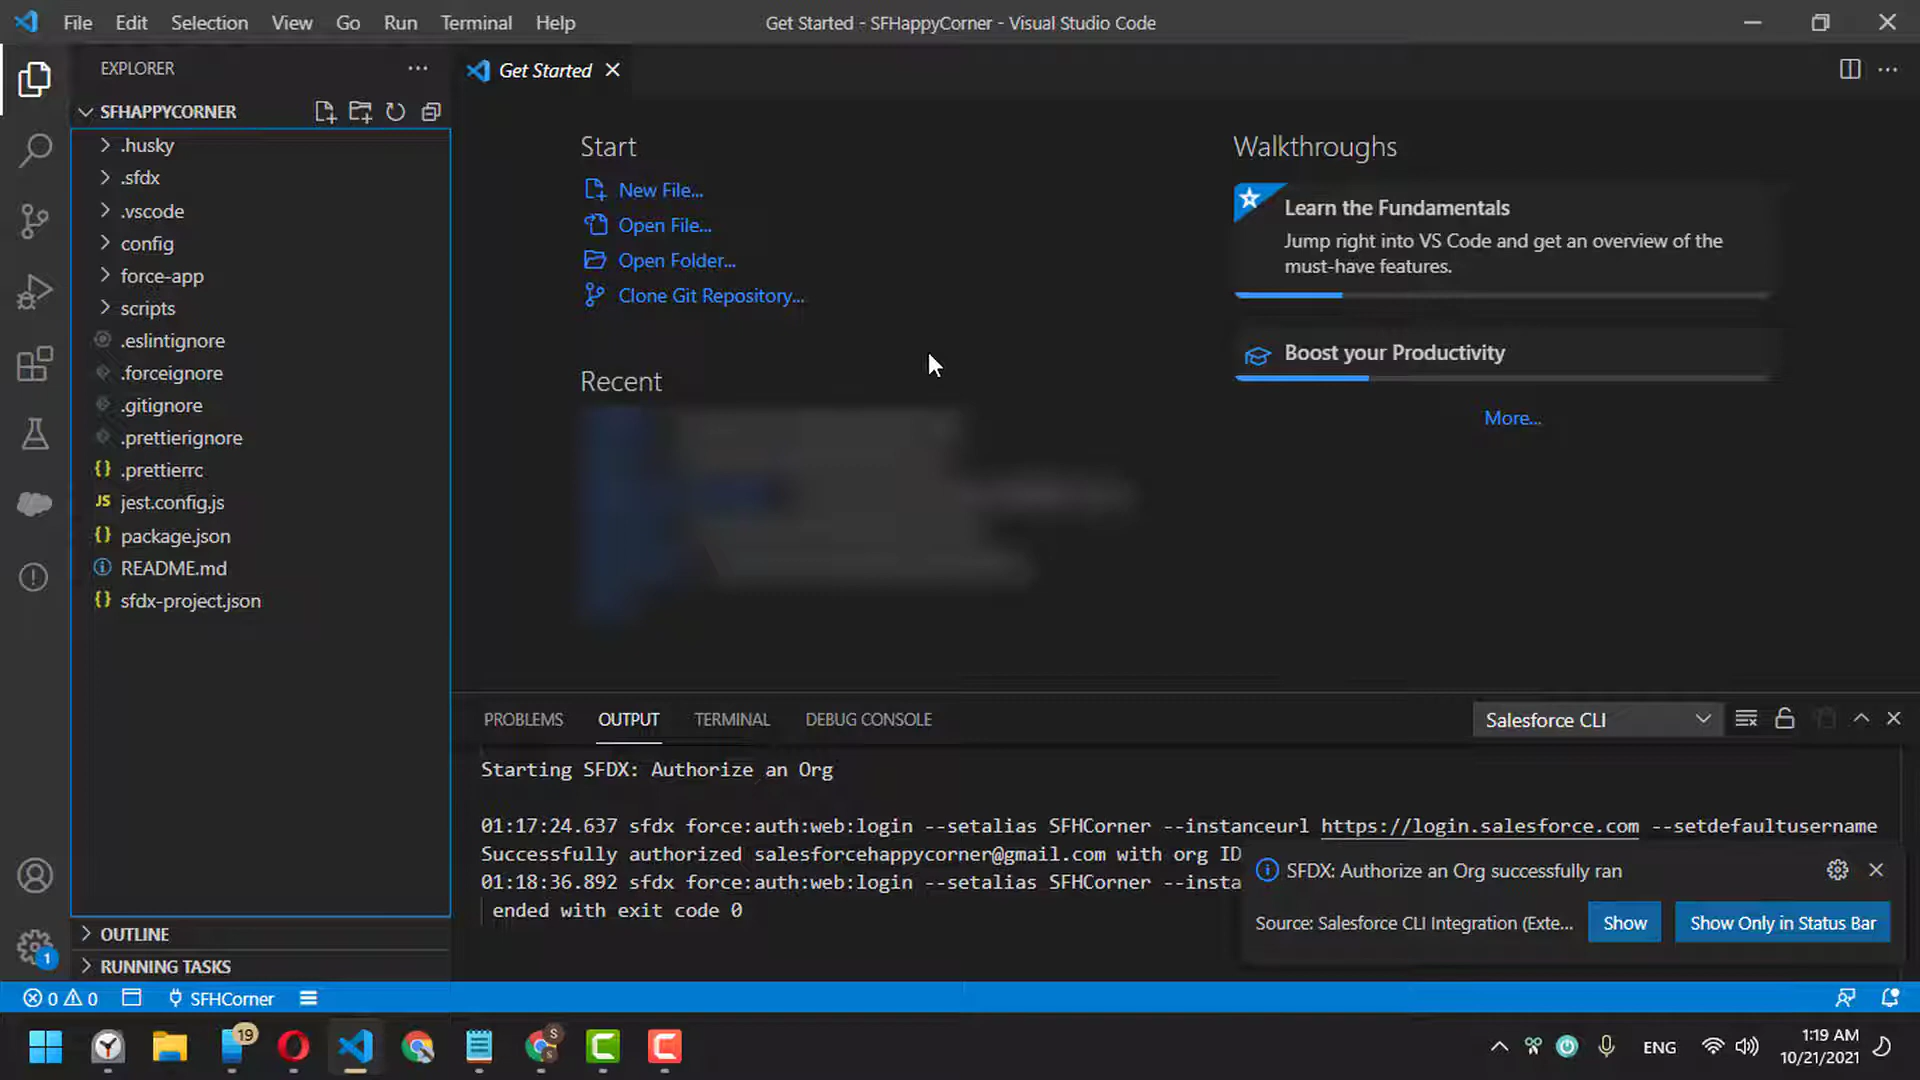 File Edit Selection View Go Run Terminal Help
Get Started - SFHappyCorner - Visual Studio Code
EXPLORER
SFHAPPYCORNER
.husky
.sfdx
.vscode
config
force-app
scripts
.eslintignore
.forceignore
.gitignore
.prettierignore
.prettierrc
JS jest.config.js
package.json
README.md
sfdx-project.json
OUTLINE
RUNNING TASKS
Get Started
Start
New File...
Open File...
Open Folder...
Clone Git Repository...
Recent
Walkthroughs
Learn the Fundamentals
Jump right into VS Code and get an overview of the
must-have features.
Boost your Productivity
More...
PROBLEMS OUTPUT TERMINAL DEBUG CONSOLE
Salesforce CLI
Starting SFDX: Authorize an Org
01:17:24.637 sfdx force:auth:web:login --setalias SFHCorner --instanceurl https://login.salesforce.com --setdefaultusername
Successfully authorized salesforcehappycorner@gmail.com with org ID
01:18:36.892 sfdx force:auth:web:login --setalias SFHCorner --insta
ended with exit code 0
SFDX: Authorize an Org successfully ran
Source: Salesforce CLI Integration (Exte...
Show
Show Only in Status Bar
1
0 0 SFHCorner
19
S
S
ENG
1:19 AM
10/21/2021